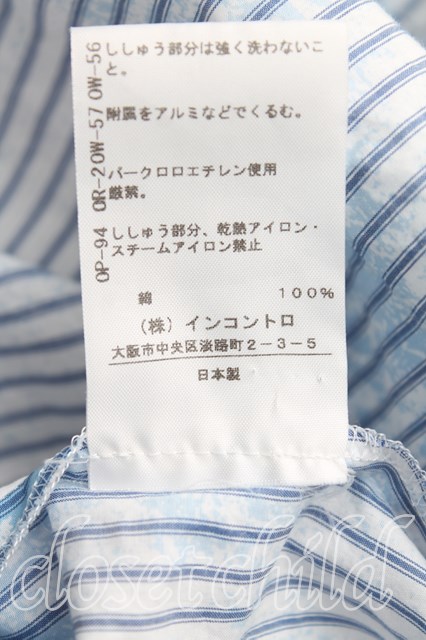 OW-56
ししゅう部分は強く洗わないこ
と。
OW-57
附属をアルミなどでくるむ。
OR-2
パークロロエチレン使用
厳禁。
OP-94
ししゅう部分、乾熱アイロン・
スチームアイロン禁止
綿 100%
(株) インコントロ
大阪市中央区淡路町2-3-5
日本製
closet child